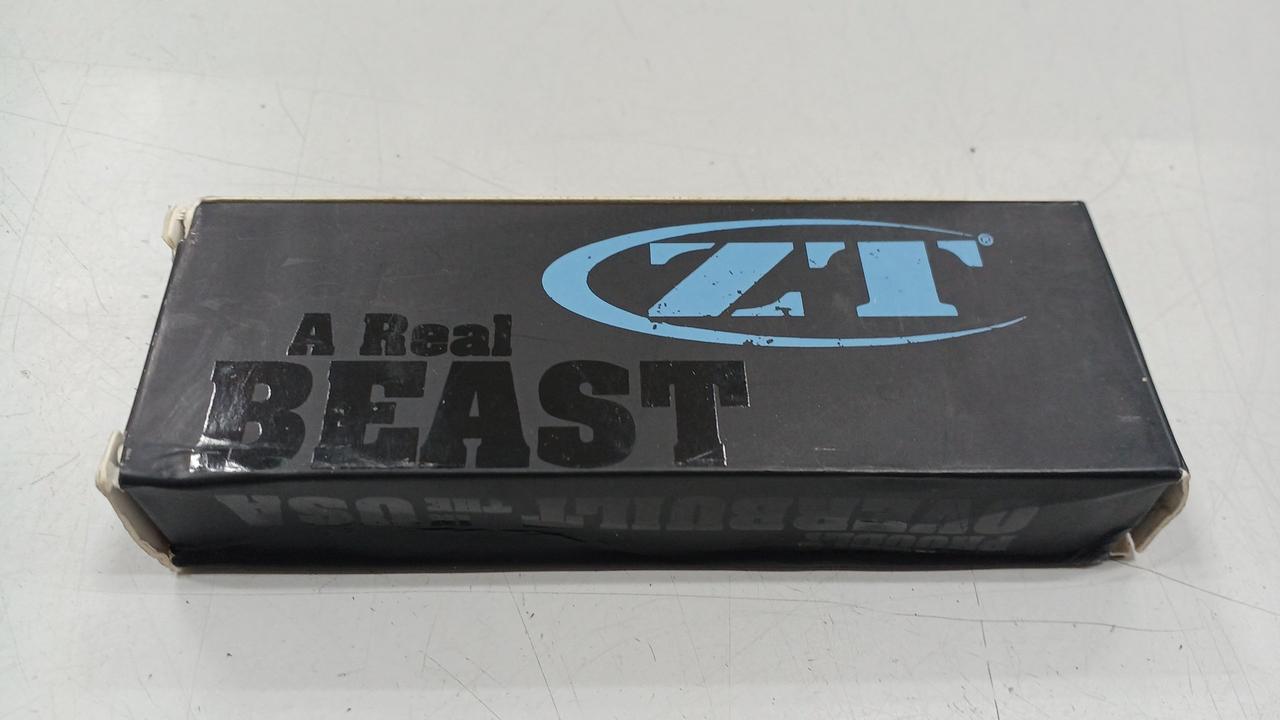 ZT®
A Real
BEAST
PROUDLY
OVERBUILT IN THE USA